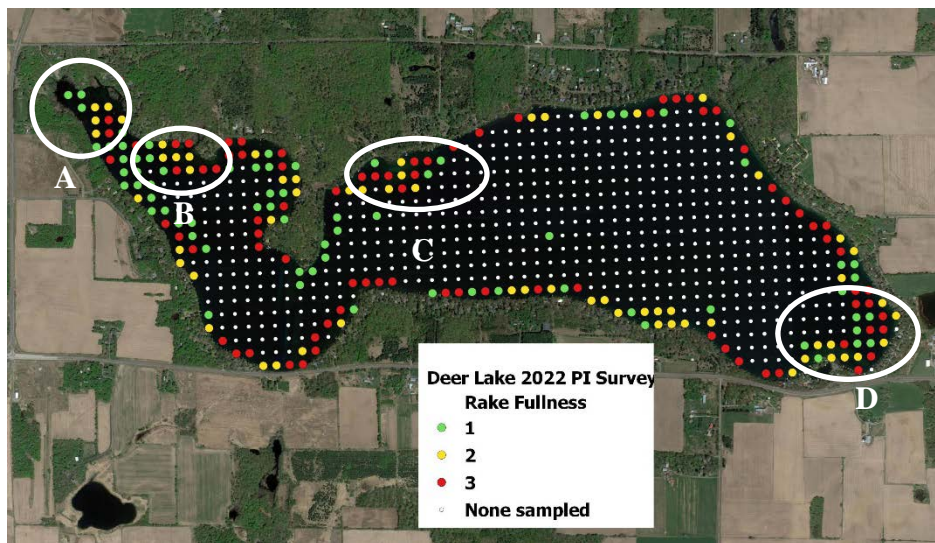 A
B
C
D
Deer Lake 2022 PI Survey
Rake Fullness
1
2
3
None sampled